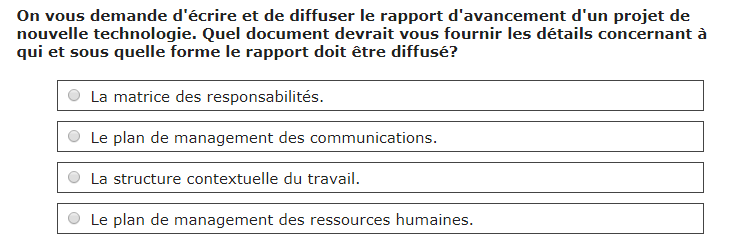 On vous demande d'écrire et de diffuser le rapport d'avancement d'un projet de
nouvelle technologie. Quel document devrait vous fournir les détails concernant à
qui et sous quelle forme le rapport doit être diffusé?
La matrice des responsabilités.
Le plan de management des communications.
La structure contextuelle du travail.
Le plan de management des ressources humaines.